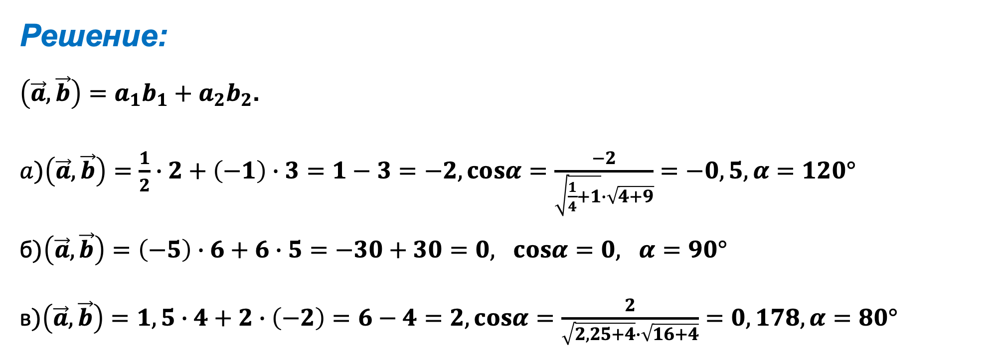 Решение:
(a⃗, b⃗) = a₁b₁ + a₂b₂.
а)(a⃗, b⃗) = 1/2 · 2 + (−1) · 3 = 1 − 3 = −2, cosα = −2/(√(1/4+1)·√(4+9)) = −0,5, α = 120°
б)(a⃗, b⃗) = (−5) · 6 + 6 · 5 = −30 + 30 = 0, cosα = 0, α = 90°
в)(a⃗, b⃗) = 1,5 · 4 + 2 · (−2) = 6 − 4 = 2, cosα = 2/(√(2,25+4)·√(16+4)) = 0,178, α = 80°